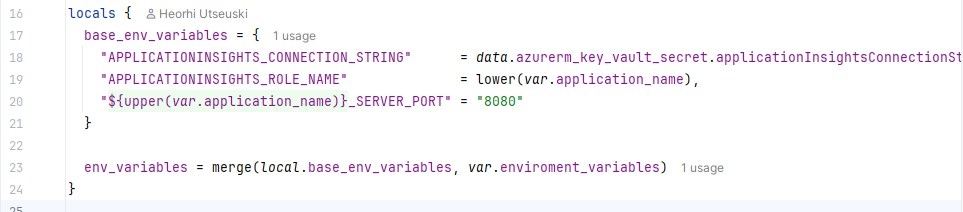 16 locals { Heorhi Utseuski
17 base_env_variables = { 1 usage
18 "APPLICATIONINSIGHTS_CONNECTION_STRING" = data.azurerm_key_vault_secret.applicationInsightsConnectionSt
19 "APPLICATIONINSIGHTS_ROLE_NAME" = lower(var.application_name),
20 "${upper(var.application_name)}_SERVER_PORT" = "8080"
21 }
22
23 env_variables = merge(local.base_env_variables, var.enviroment_variables) 1 usage
24 }
25